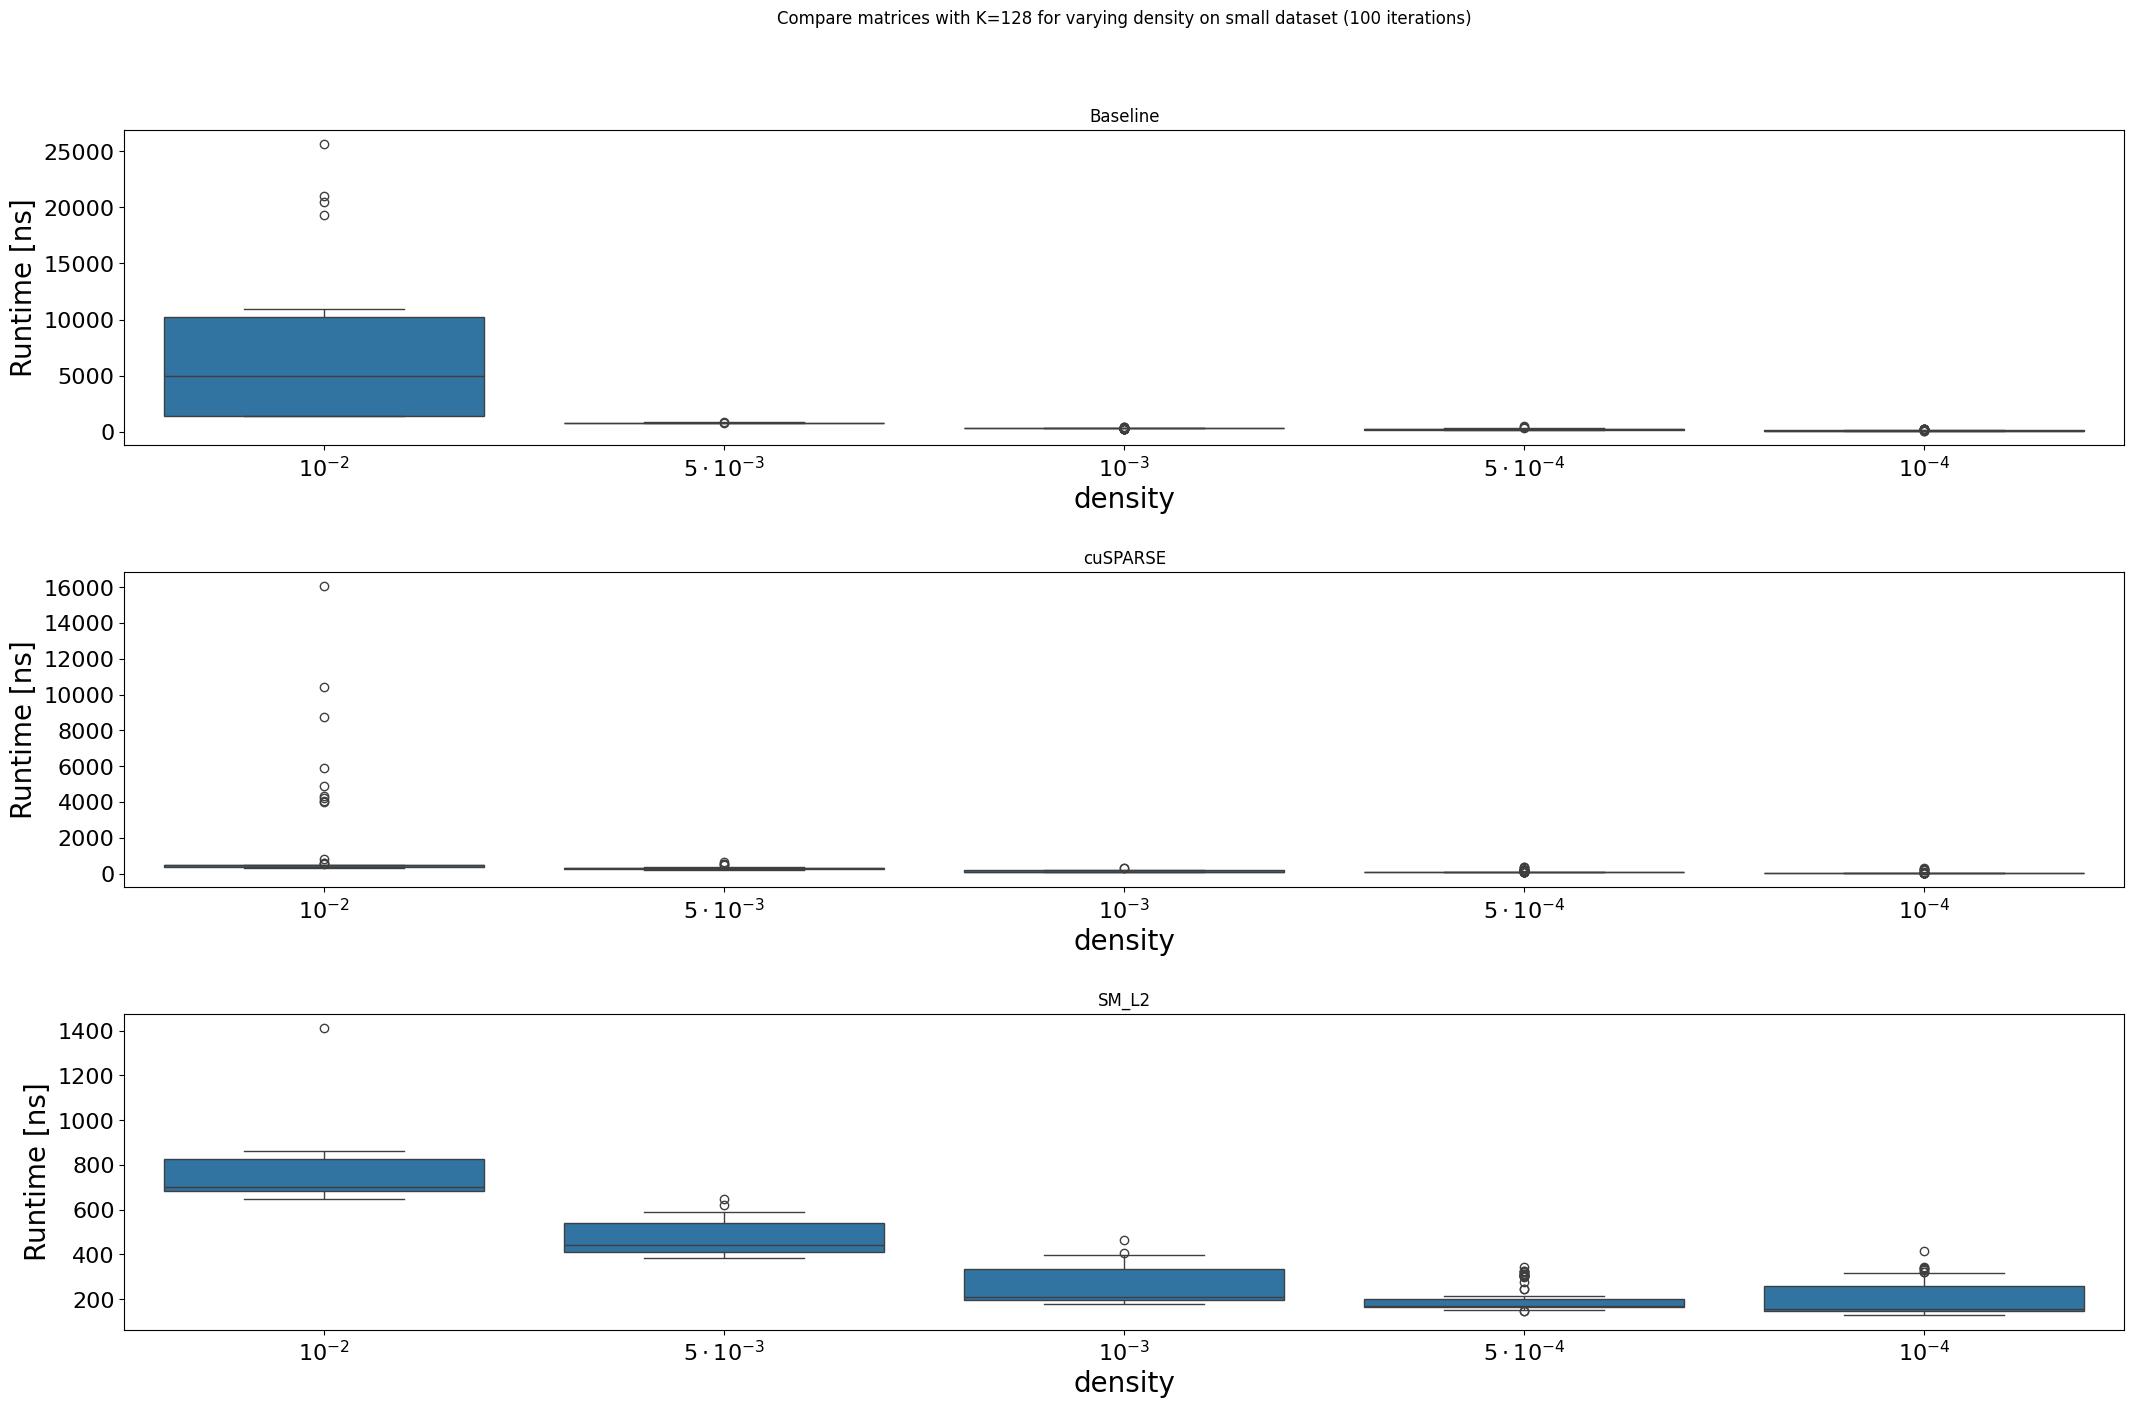 Compare matrices with K=128 for varying density on small dataset (100 iterations)
Baseline
Runtime [ns]
25000
20000
15000
10000
5000
0
10⁻² 5·10⁻³ 10⁻³ 5·10⁻⁴ 10⁻⁴
density
cuSPARSE
Runtime [ns]
16000
14000
12000
10000
8000
6000
4000
2000
0
10⁻² 5·10⁻³ 10⁻³ 5·10⁻⁴ 10⁻⁴
density
SM_L2
Runtime [ns]
1400
1200
1000
800
600
400
200
10⁻² 5·10⁻³ 10⁻³ 5·10⁻⁴ 10⁻⁴
density